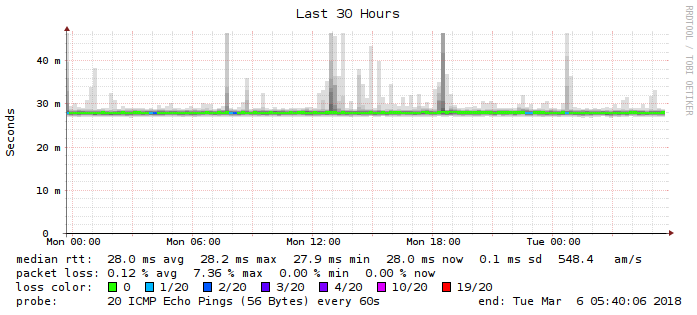 Last 30 Hours
RRDTOOL / TOBI OETIKER
Seconds
40 m
30 m
20 m
10 m
0
Mon 00:00 Mon 06:00 Mon 12:00 Mon 18:00 Tue 00:00
median rtt: 28.0 ms avg 28.2 ms max 27.9 ms min 28.0 ms now 0.1 ms sd 548.4 am/s
packet loss: 0.12 % avg 7.36 % max 0.00 % min 0.00 % now
loss color: 0 1/20 2/20 3/20 4/20 10/20 19/20
probe: 20 ICMP Echo Pings (56 Bytes) every 60s end: Tue Mar 6 05:40:06 2018